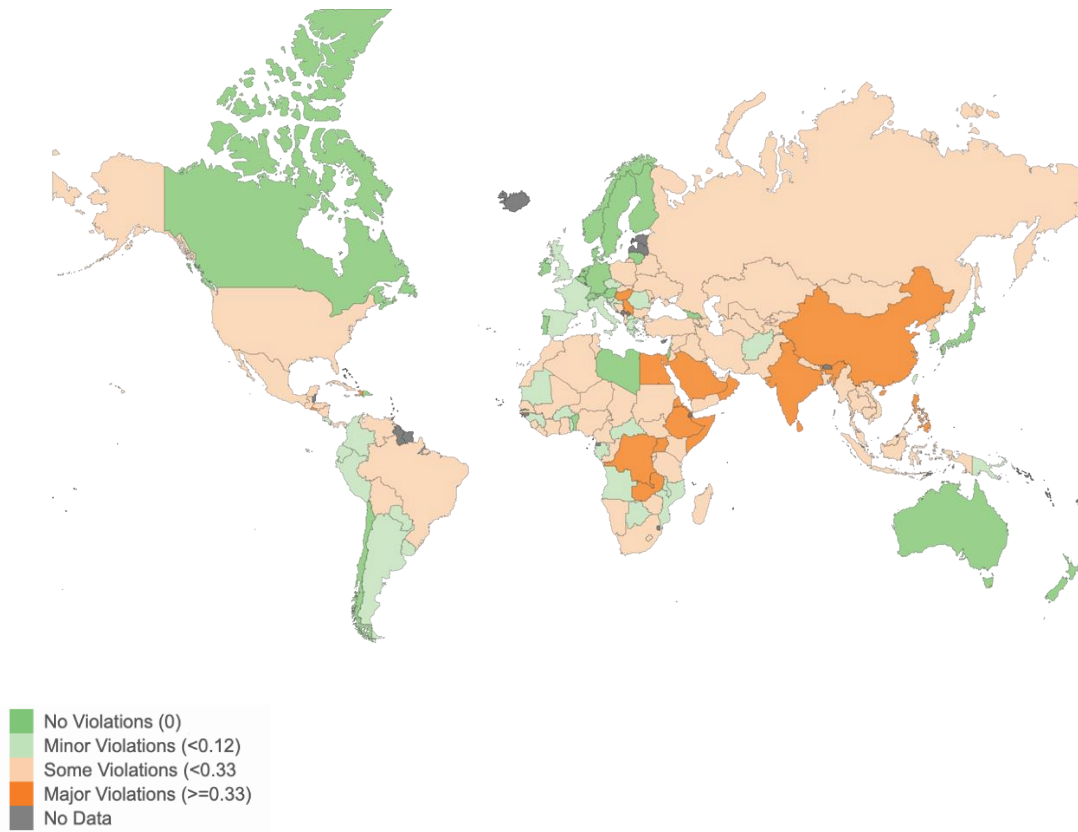 No Violations (0)
Minor Violations (<0.12)
Some Violations (<0.33
Major Violations (>=0.33)
No Data